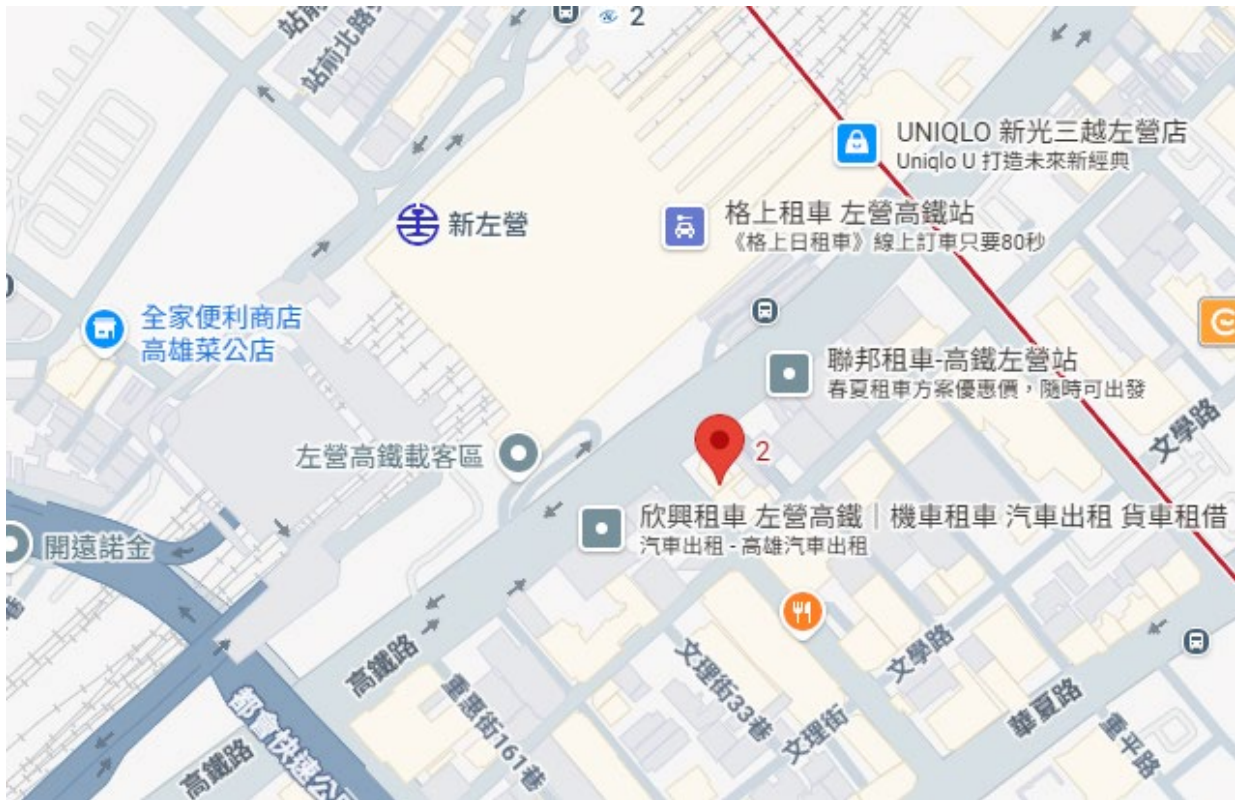 站前北路
2
UNIQLO 新光三越左營店
Uniqlo U 打造未來新經典
格上租車 左營高鐵站
《格上日租車》線上訂車只要80秒
新左營
全家便利商店
高雄菜公店
聯邦租車-高鐵左營站
春夏租車方案優惠價，隨時可出發
文學路
左營高鐵載客區
2
欣興租車 左營高鐵｜機車租車 汽車出租 貨車租借
汽車出租 - 高雄汽車出租
開遠諾金
高鐵路
文理街33巷
文學路
重惠街161巷
文理街
華夏路
重平路
都會快速公
高鐵路